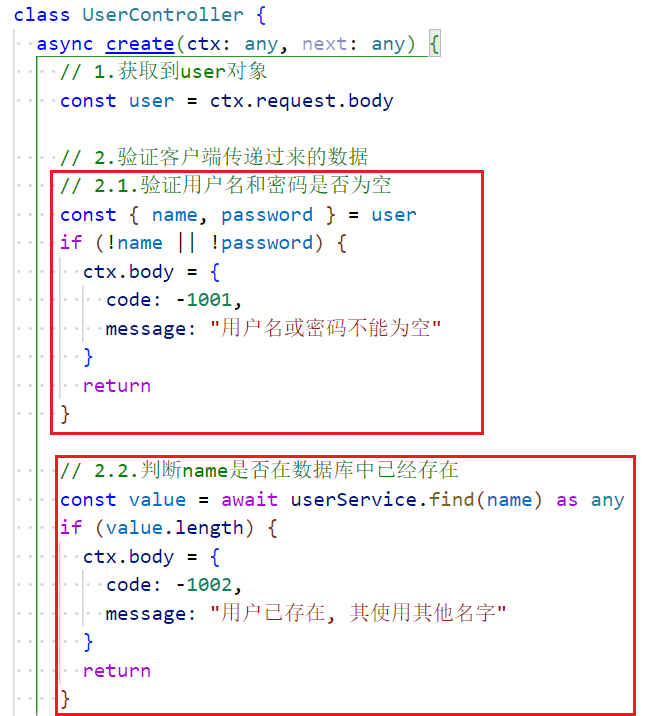 class UserController {
async create(ctx: any, next: any) {
// 1.获取到user对象
const user = ctx.request.body
// 2.验证客户端传递过来的数据
// 2.1.验证用户名和密码是否为空
const { name, password } = user
if (!name || !password) {
ctx.body = {
code: -1001,
message: "用户名或密码不能为空"
}
return
}
// 2.2.判断name是否在数据库中已经存在
const value = await userService.find(name) as any
if (value.length) {
ctx.body = {
code: -1002,
message: "用户已存在, 其使用其他名字"
}
return
}